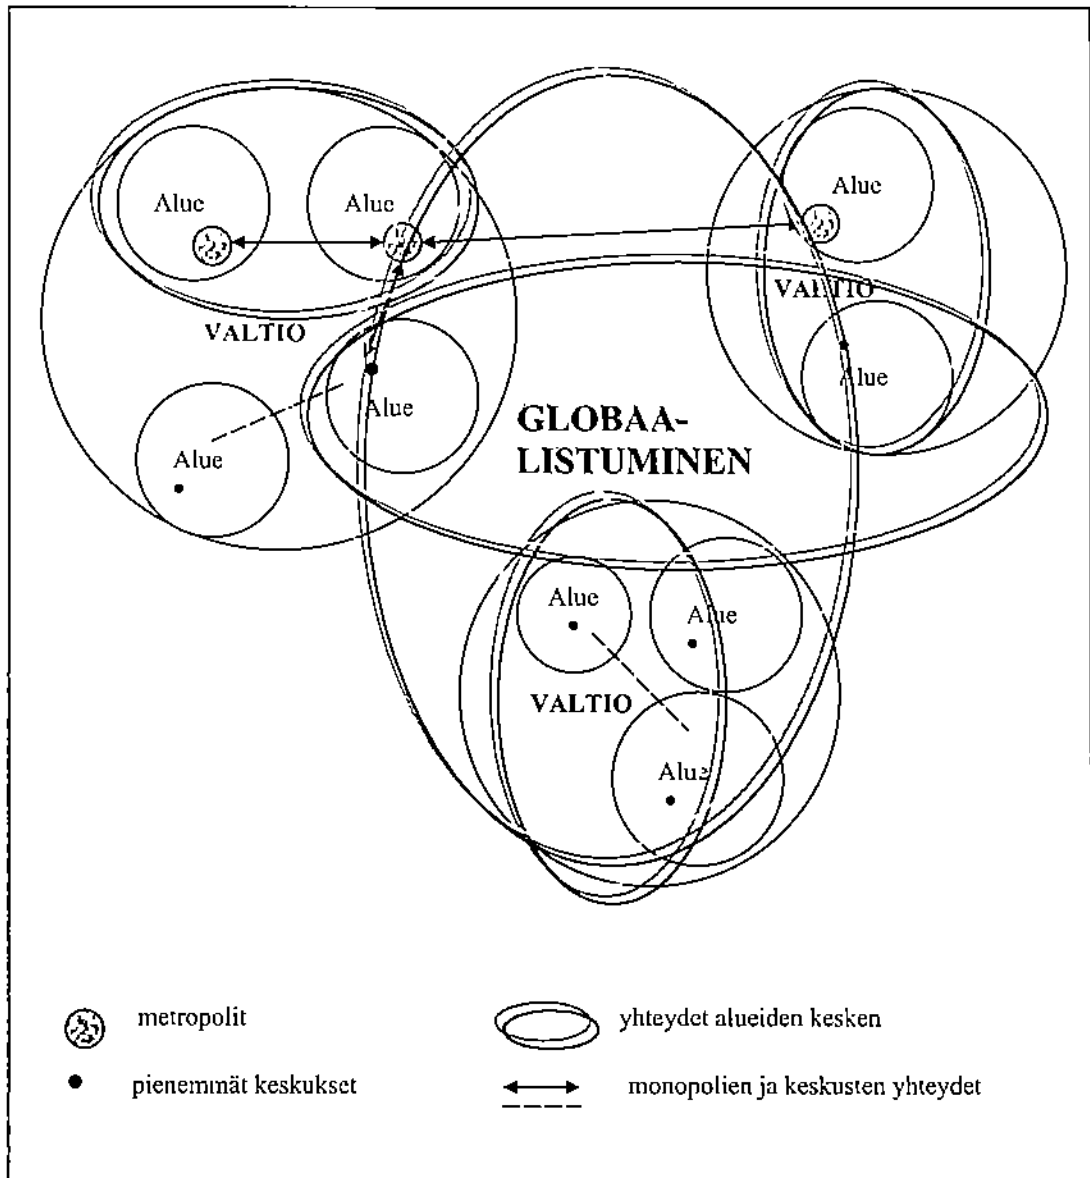 Alue
Alue
Alue
VALTIO
VALTIO
Alue
Alue
Alue
GLOBAA-
LISTUMINEN
Alue
Alue
VALTIO
Alue
metropolit
yhteydet alueiden kesken
pienemmät keskukset
monopolien ja keskusten yhteydet